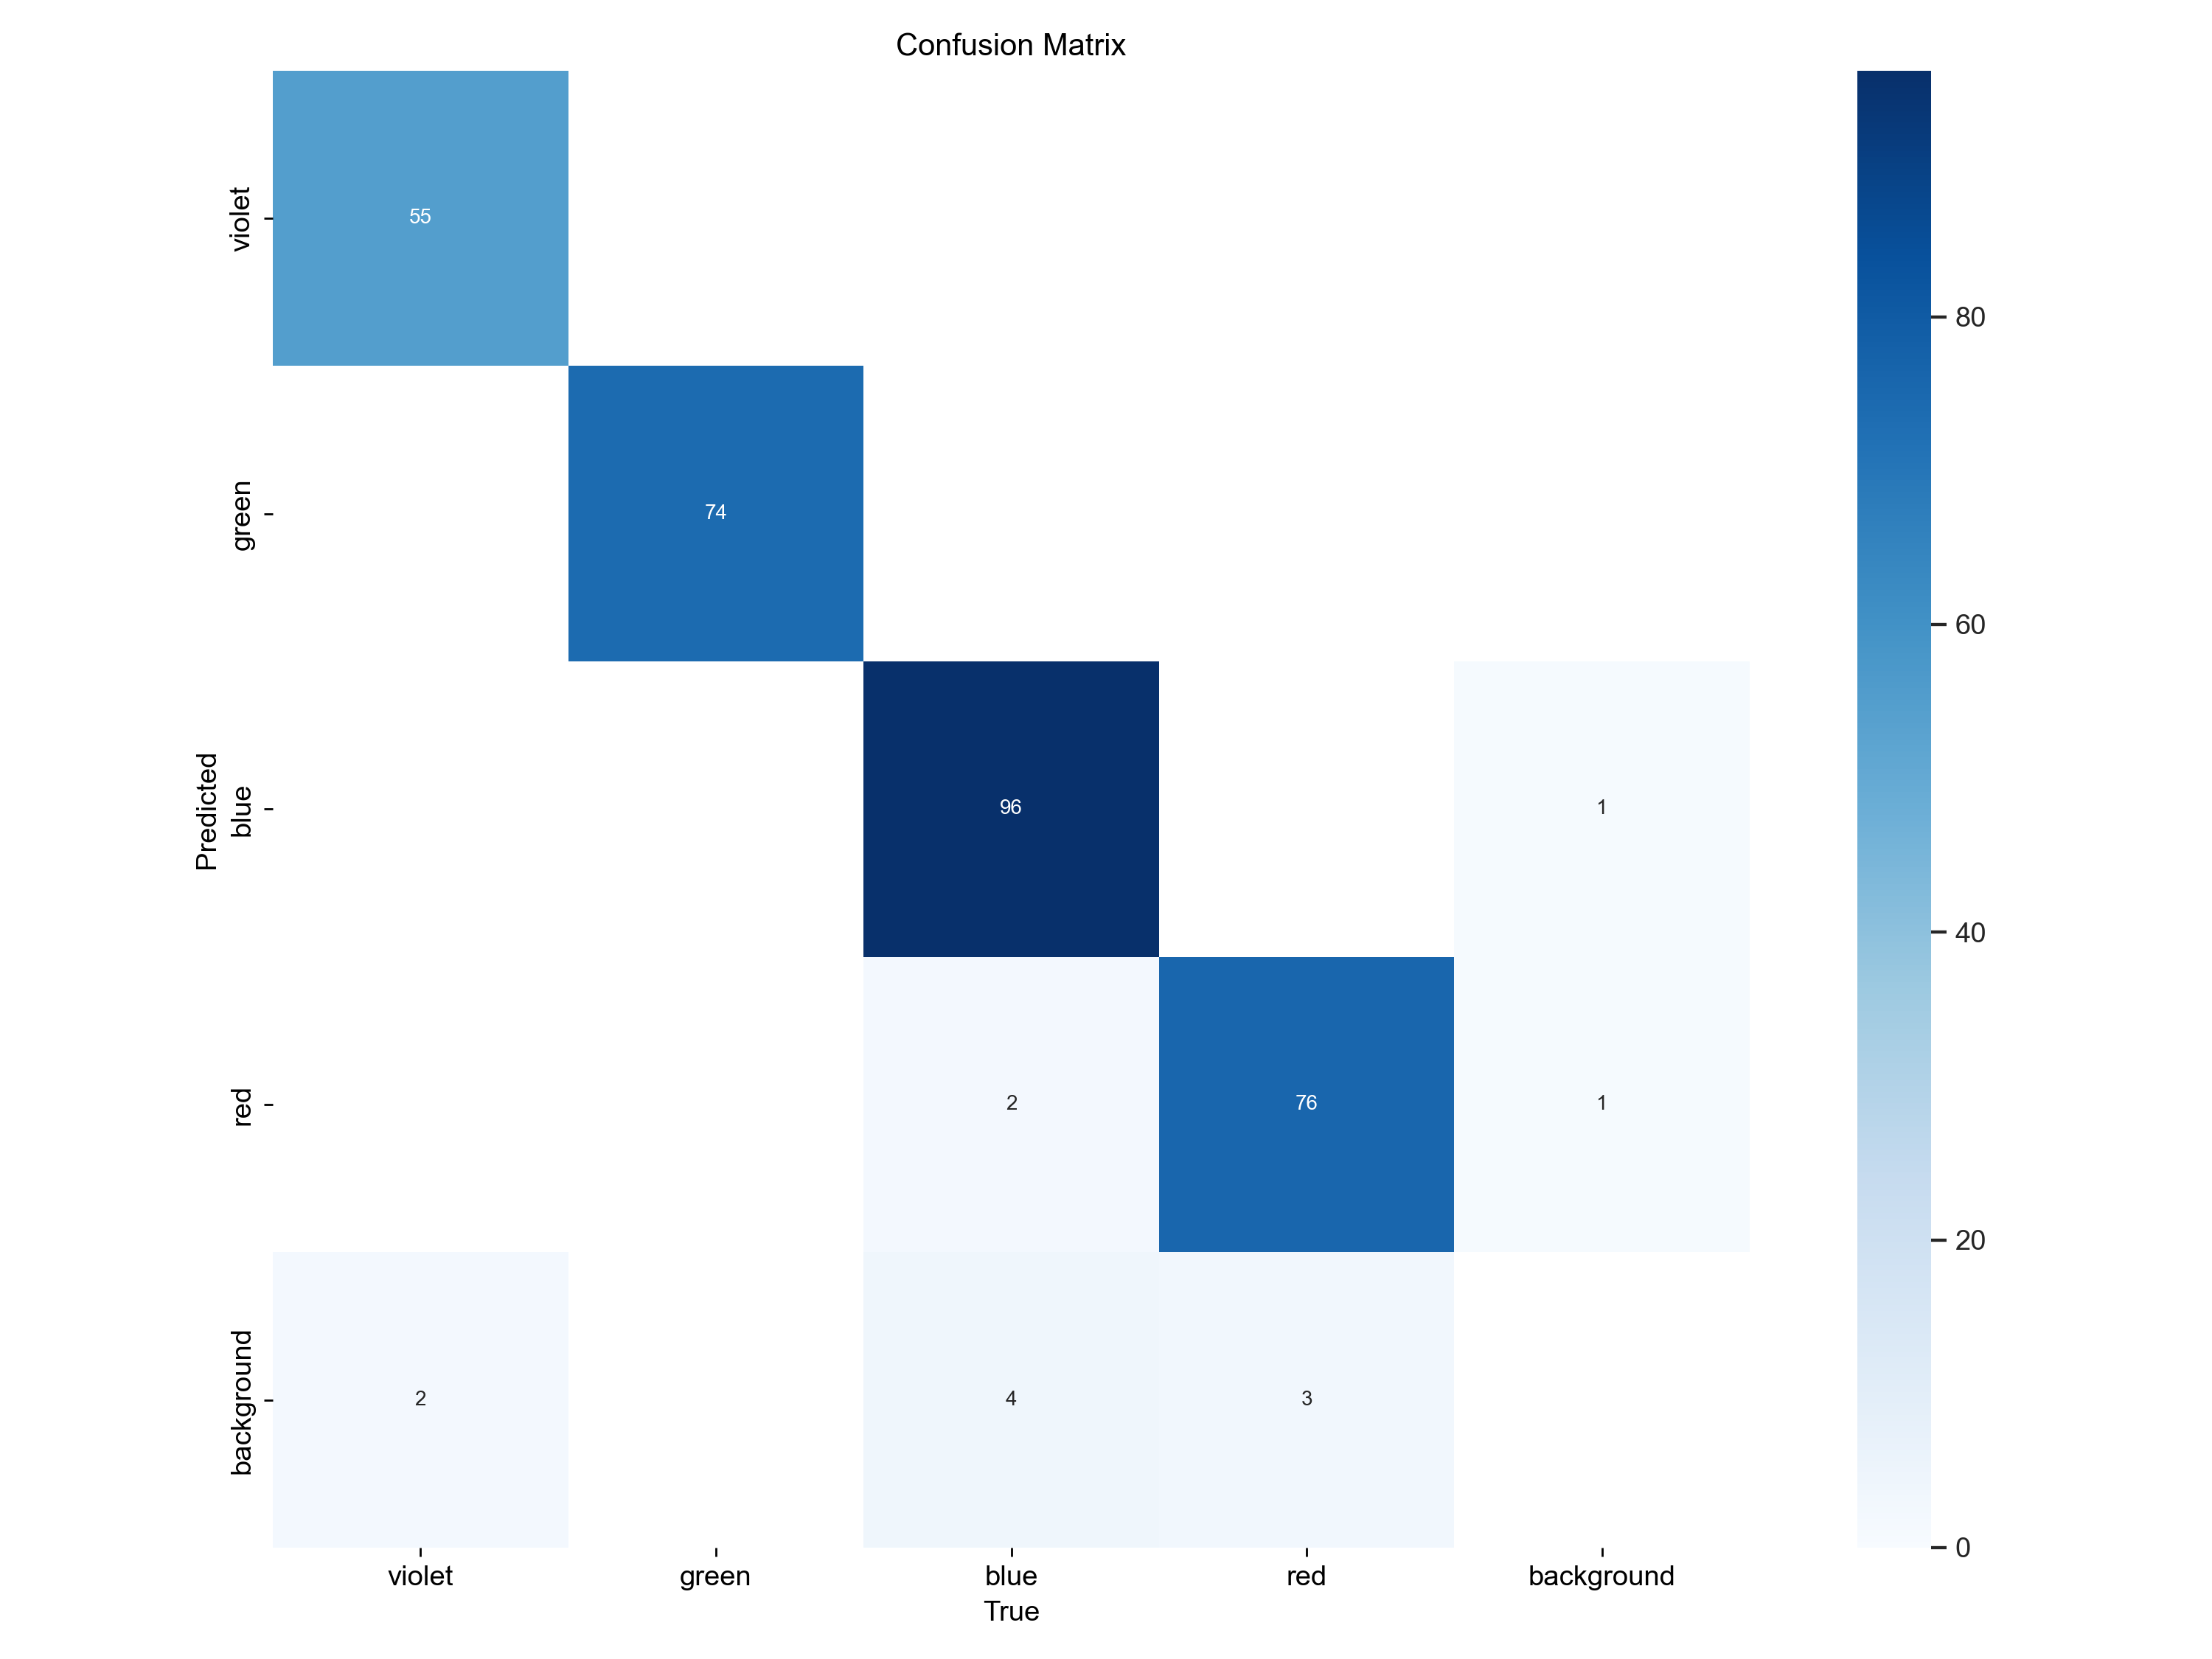 Confusion Matrix
violet
green
blue
red
background
Predicted
55
74
96
1
2
76
1
2
4
3
violet
green
blue
red
background
True
80
60
40
20
0